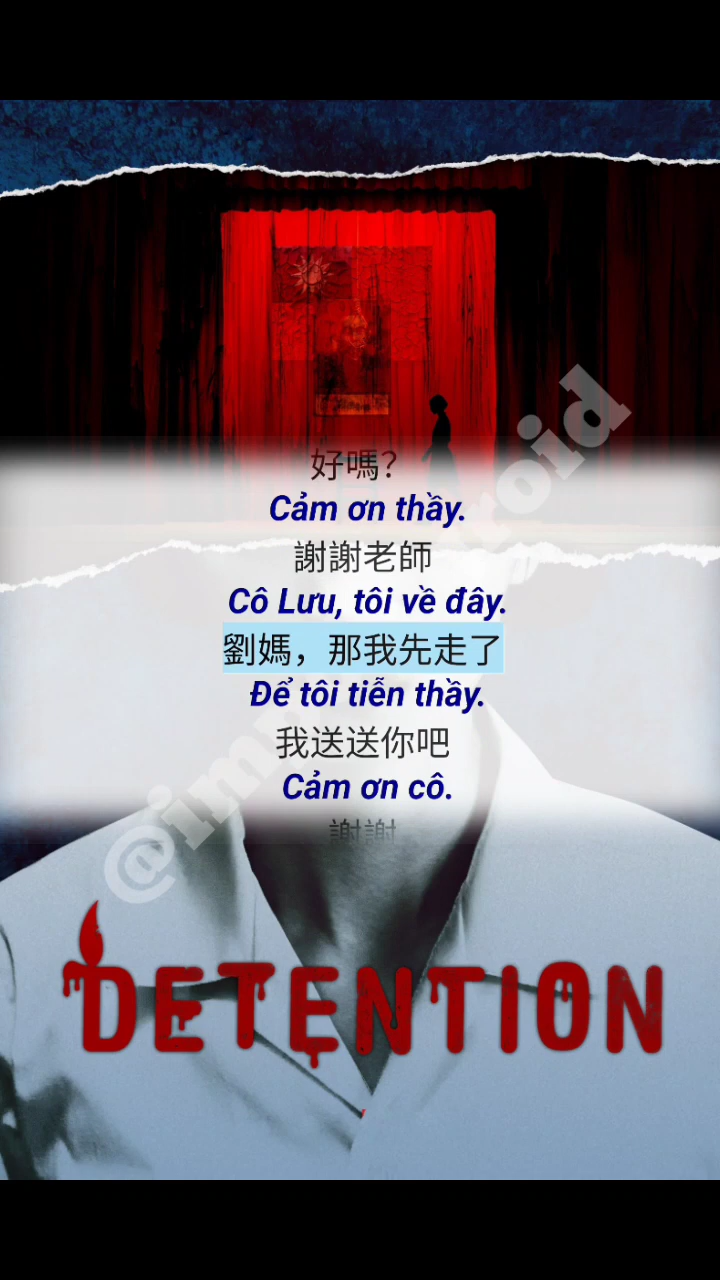 好嗎?
Cảm ơn thầy.
謝謝老師
Cô Lưu, tôi về đây.
劉媽，那我先走了
Để tôi tiễn thầy.
我送送你吧
Cảm ơn cô.
謝謝
DETENTION